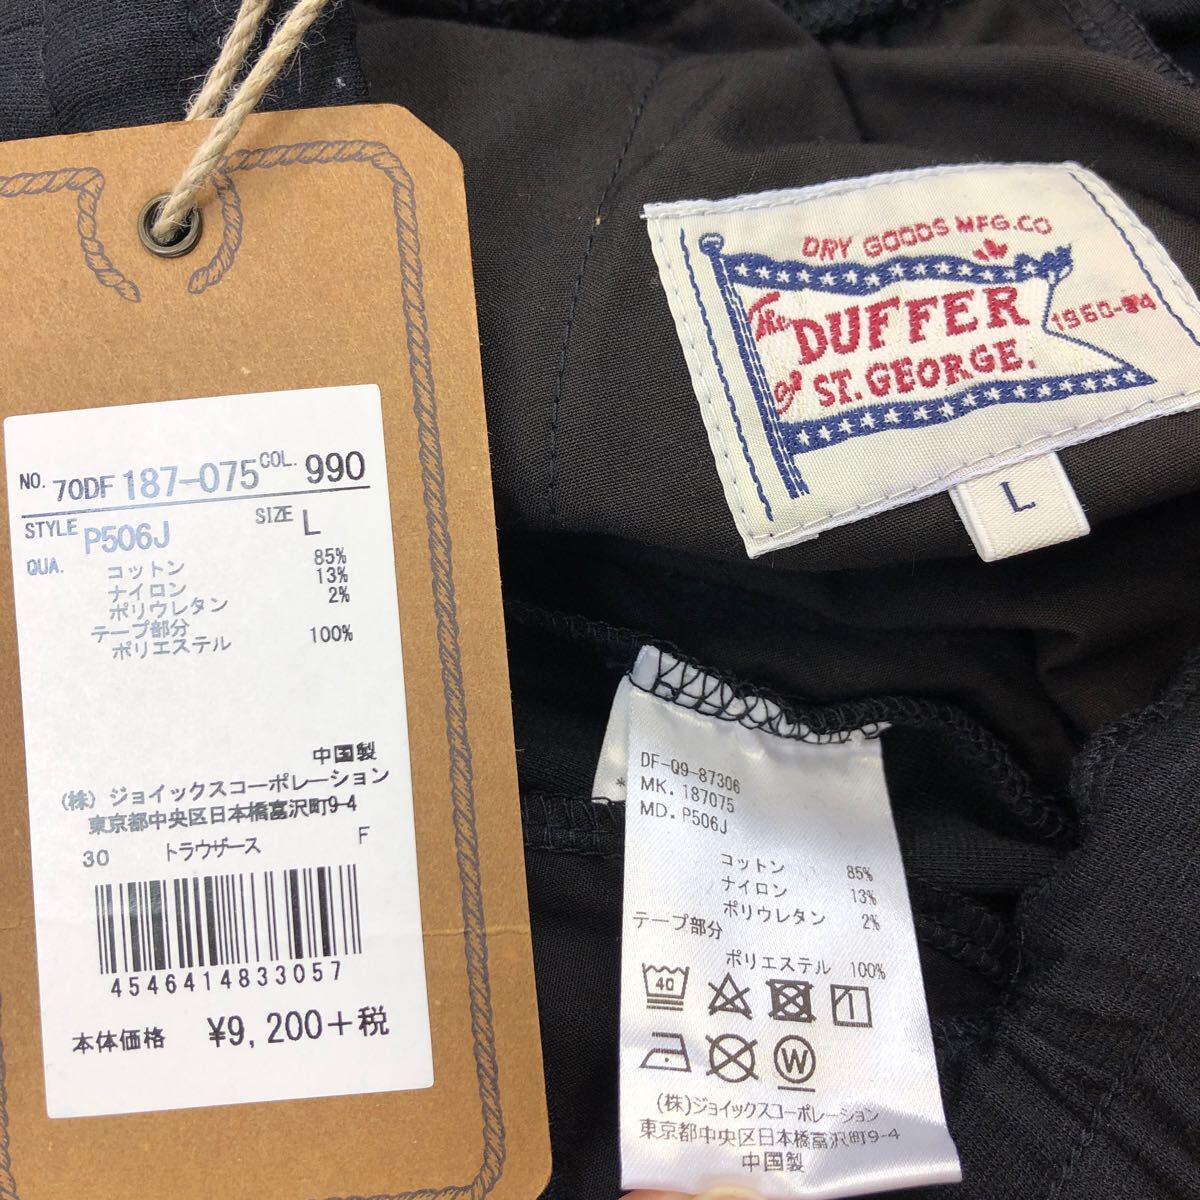 NO. 70DF 187-075 COL. 990
STYLE P506J SIZE L
QUA. コットン 85%
ナイロン 13%
ポリウレタン 2%
テープ部分
ポリエステル 100%
中国製
(株) ジョイックスコーポレーション
東京都中央区日本橋富沢町9-4
30 トラウザース F
4546414833057
本体価格 ¥9,200+税
DRY GOODS MFG.CO
The DUFFER
of ST. GEORGE.
L
DF-Q9-87306
MK. 187075
MD. P506J
コットン 85%
ナイロン 13%
ポリウレタン 2%
テープ部分
ポリエステル 100%
40
W
(株)ジョイックスコーポレーション
東京都中央区日本橋富沢町9-4
中国製